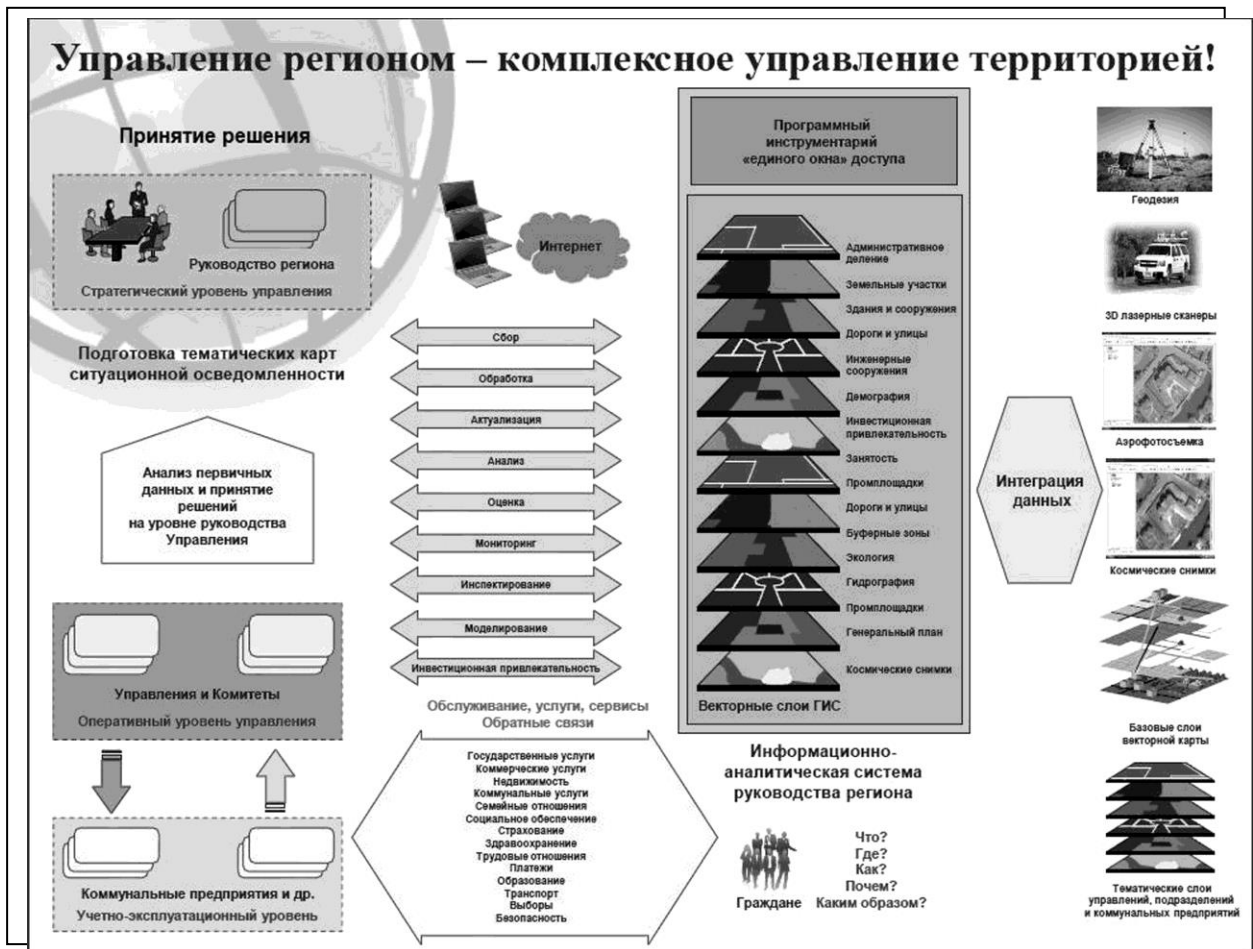 Управление регионом – комплексное управление территорией!
Принятие решения
Руководство региона
Стратегический уровень управления
Подготовка тематических карт
ситуационной осведомленности
Анализ первичных
данных и принятие
решений
на уровне руководства
Управления
Управления и Комитеты
Оперативный уровень управления
Коммунальные предприятия и др.
Учетно-эксплуатационный уровень
Интернет
Сбор
Обработка
Актуализация
Анализ
Оценка
Мониторинг
Инспектирование
Моделирование
Инвестиционная привлекательность
Обслуживание, услуги, сервисы
Обратные связи
Государственные услуги
Коммерческие услуги
Недвижимость
Коммунальные услуги
Семейные отношения
Социальное обеспечение
Страхование
Здравоохранение
Трудовые отношения
Платежи
Образование
Транспорт
Выборы
Безопасность
Программный
инструментарий
«единого окна» доступа
Административное
деление
Земельные участки
Здания и сооружения
Дороги и улицы
Инженерные
сооружения
Демография
Инвестиционная
привлекательность
Занятость
Промплощадки
Дороги и улицы
Буферные зоны
Экология
Гидрография
Промплощадки
Генеральный план
Космические снимки
Векторные слои ГИС
Информационно-
аналитическая система
руководства региона
Граждане
Что?
Где?
Как?
Почем?
Каким образом?
Интеграция
данных
Геодезия
3D лазерные сканеры
Аэрофотосъемка
Космические снимки
Базовые слои
векторной карты
Тематические слои
управлений, подразделений
и коммунальных предприятий